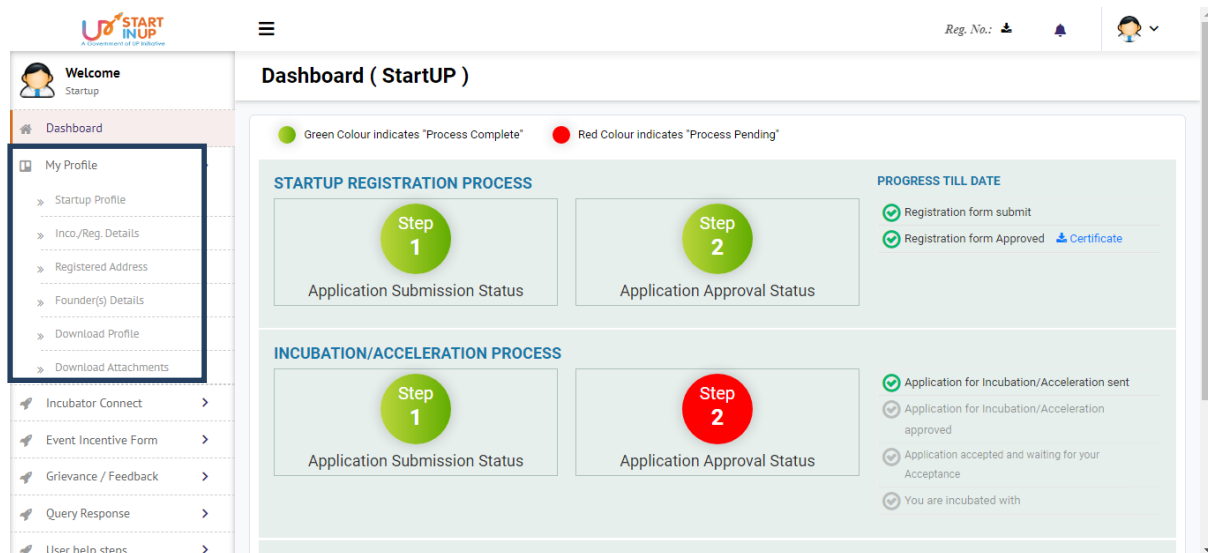 UP START
IN UP
A Government of UP Initiative
Reg. No.:
Welcome
Startup
Dashboard ( StartUP )
Dashboard
My Profile
Startup Profile
Inco./Reg. Details
Registered Address
Founder(s) Details
Download Profile
Download Attachments
Incubator Connect
Event Incentive Form
Grievance / Feedback
Query Response
User help steps
Green Colour indicates "Process Complete"
Red Colour indicates "Process Pending"
STARTUP REGISTRATION PROCESS
Step
1
Application Submission Status
Step
2
Application Approval Status
PROGRESS TILL DATE
Registration form submit
Registration form Approved Certificate
INCUBATION/ACCELERATION PROCESS
Step
1
Application Submission Status
Step
2
Application Approval Status
Application for Incubation/Acceleration sent
Application for Incubation/Acceleration
approved
Application accepted and waiting for your
Acceptance
You are incubated with